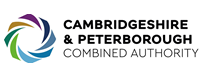 CAMBRIDGESHIRE
& PETERBOROUGH
COMBINED AUTHORITY